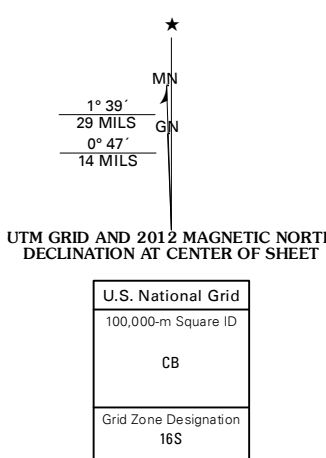 ★
MN
1° 39´
29 MILS
GN
0° 47´
14 MILS
UTM GRID AND 2012 MAGNETIC NORTH
DECLINATION AT CENTER OF SHEET
U.S. National Grid
100,000-m Square ID
CB
Grid Zone Designation
16S